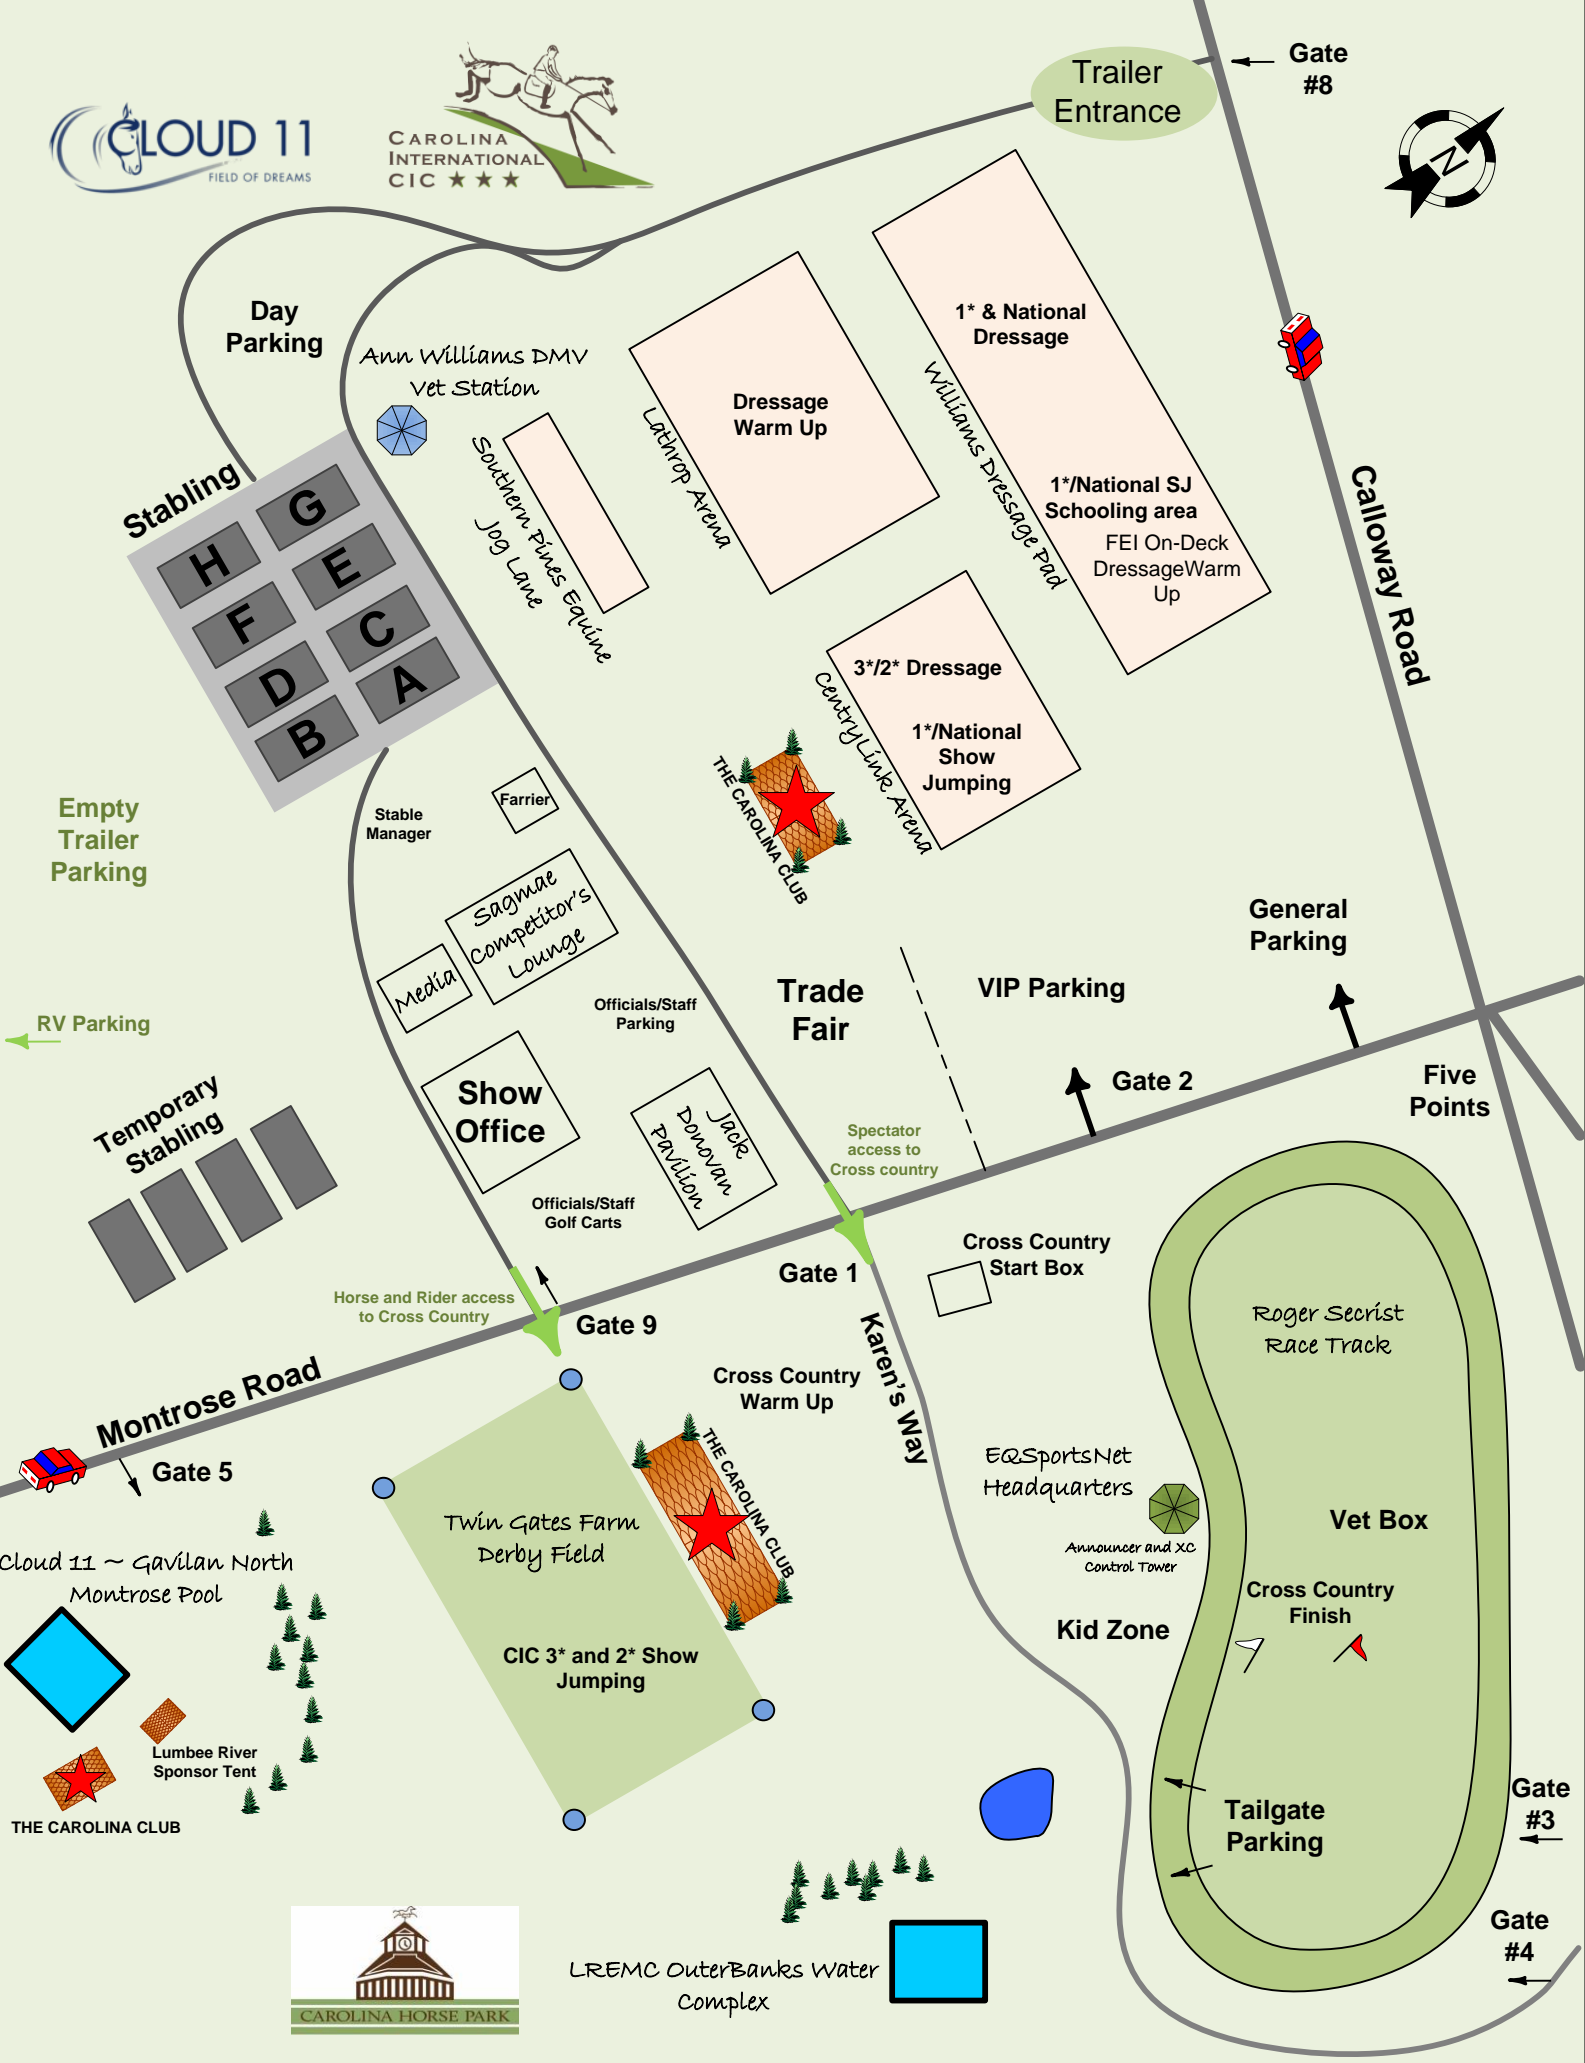 Trailer
Entrance
Gate
#8
CLOUD 11
FIELD OF DREAMS
CAROLINA
INTERNATIONAL
CIC ★ ★ ★
N
Day
Parking
Ann Williams DMV
Vet Station
1* & National
Dressage
Dressage
Warm Up
Lathrop Arena
Williams Dressage Pad
Southern Pines Equine
Jog Lane
1*/National SJ
Schooling area
FEI On-Deck
DressageWarm
Up
Calloway Road
Stabling
G
H
E
F
C
D
A
B
3*/2* Dressage
1*/National
Show
Jumping
CentryLink Arena
THE CAROLINA CLUB
Farrier
Stable
Manager
Empty
Trailer
Parking
Sagmae
Competitor's
Lounge
Media
General
Parking
Trade
Fair
VIP Parking
Officials/Staff
Parking
RV Parking
Temporary
Stabling
Show
Office
Jack
Donovan
Pavilion
Gate 2
Five
Points
Spectator
access to
Cross country
Officials/Staff
Golf Carts
Gate 1
Cross Country
Start Box
Horse and Rider access
to Cross Country
Gate 9
Karen's Way
Roger Secrist
Race Track
Montrose Road
Cross Country
Warm Up
Gate 5
THE CAROLINA CLUB
EQSportsNet
Headquarters
Twin Gates Farm
Derby Field
Vet Box
Announcer and XC
Control Tower
Cloud 11 ~ Gavilan North
Montrose Pool
Cross Country
Finish
Kid Zone
CIC 3* and 2* Show
Jumping
Lumbee River
Sponsor Tent
THE CAROLINA CLUB
Tailgate
Parking
Gate
#3
Gate
#4
LREMC OuterBanks Water
Complex
CAROLINA HORSE PARK